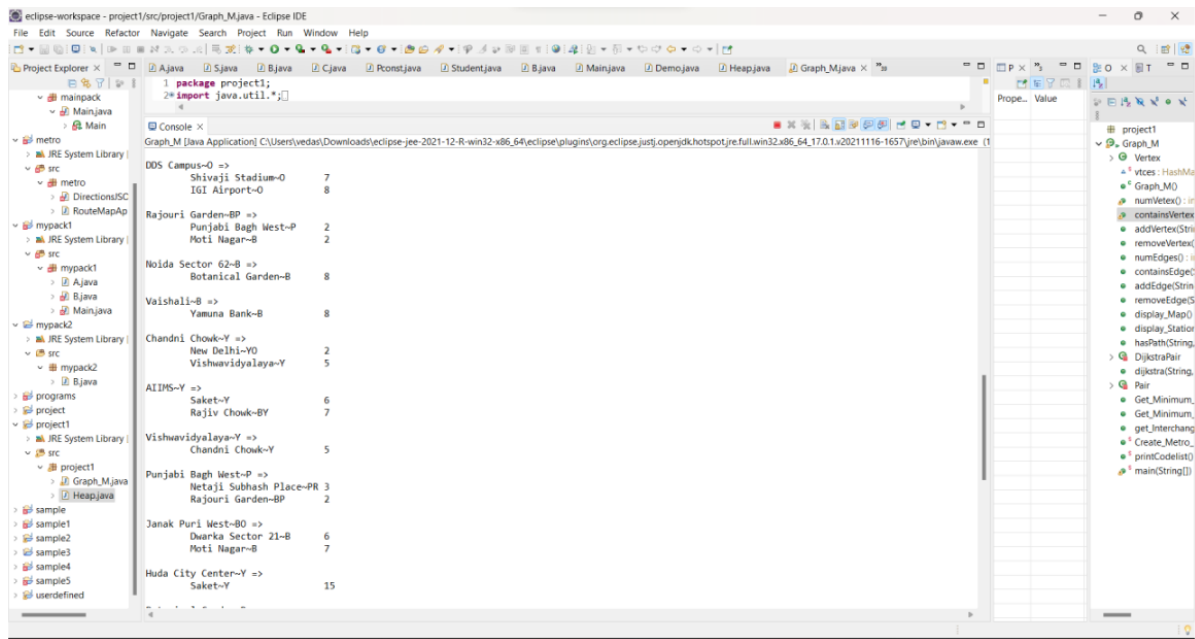 eclipse-workspace - project1/src/project1/Graph_M.java - Eclipse IDE
File Edit Source Refactor Navigate Search Project Run Window Help
Project Explorer
mainpack
Main.java
Main
metro
JRE System Library
src
metro
DirectionsJSC
RouteMapAp
mypack1
JRE System Library
src
mypack1
A.java
B.java
Main.java
mypack2
JRE System Library
src
mypack2
B.java
programs
project
project1
JRE System Library
src
project1
Graph_M.java
Heap.java
sample
sample1
sample2
sample3
sample4
sample5
userdefined
A.java S.java B.java C.java Pconst.java Student.java B.java Main.java Demo.java Heap.java Graph_M.java
1 package project1;
2 import java.util.*;
Console
Graph_M [Java Application] C:\Users\vedas\Downloads\eclipse-jee-2021-12-R-win32-x86_64\eclipse\plugins\org.eclipse.justj.openjdk.hotspot.jre.full.win32.x86_64_17.0.1.v20211116-1657\jre\bin\javaw.exe (1
DDS Campus~O =>
Shivaji Stadium~O 7
IGI Airport~O 8
Rajouri Garden~BP =>
Punjabi Bagh West~P 2
Moti Nagar~B 2
Noida Sector 62~B =>
Botanical Garden~B 8
Vaishali~B =>
Yamuna Bank~B 8
Chandni Chowk~Y =>
New Delhi~YO 2
Vishwavidyalaya~Y 5
AIIMS~Y =>
Saket~Y 6
Rajiv Chowk~BY 7
Vishwavidyalaya~Y =>
Chandni Chowk~Y 5
Punjabi Bagh West~P =>
Netaji Subhash Place~PR 3
Rajouri Garden~BP 2
Janak Puri West~BO =>
Dwarka Sector 21~B 6
Moti Nagar~B 7
Huda City Center~Y =>
Saket~Y 15
P
Prope... Value
O T
project1
Graph_M
Vertex
vtces : HashMa
Graph_M()
numVetex() : in
containsVertex
addVertex(Stri
removeVertex(
numEdges() : i
containsEdge(
addEdge(Strin
removeEdge(S
display_Map()
display_Station
hasPath(String,
DijkstraPair
dijkstra(String,
Pair
Get_Minimum_
Get_Minimum_
get_Interchang
Create_Metro_
printCodelist()
main(String[])